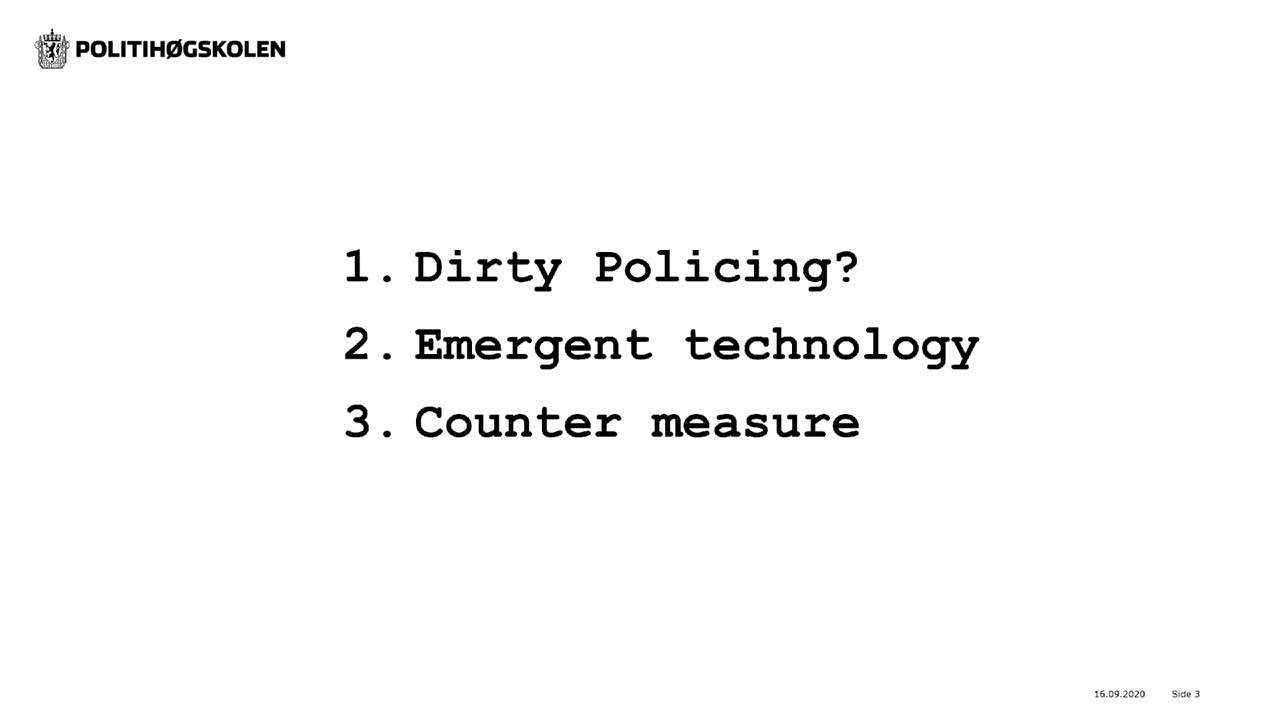 POLITIHØGSKOLEN
1. Dirty Policing?
2. Emergent technology
3. Counter measure
16.09.2020 Side 3